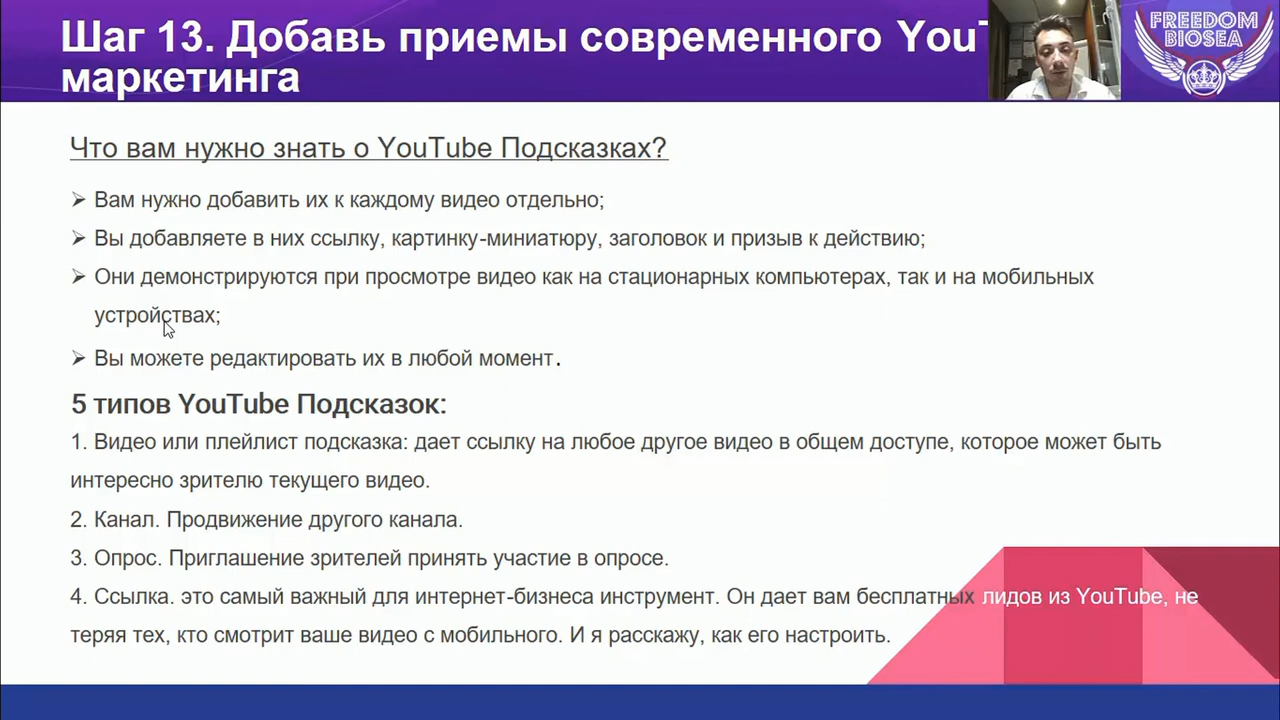 Шаг 13. Добавь приемы современного YouT
маркетинга
FREEDOM
BIOSEA
Что вам нужно знать о YouTube Подсказках?
➢ Вам нужно добавить их к каждому видео отдельно;
➢ Вы добавляете в них ссылку, картинку-миниатюру, заголовок и призыв к действию;
➢ Они демонстрируются при просмотре видео как на стационарных компьютерах, так и на мобильных
устройствах;
➢ Вы можете редактировать их в любой момент.
5 типов YouTube Подсказок:
1. Видео или плейлист подсказка: дает ссылку на любое другое видео в общем доступе, которое может быть
интересно зрителю текущего видео.
2. Канал. Продвижение другого канала.
3. Опрос. Приглашение зрителей принять участие в опросе.
4. Ссылка. это самый важный для интернет-бизнеса инструмент. Он дает вам бесплатных лидов из YouTube, не
теряя тех, кто смотрит ваше видео с мобильного. И я расскажу, как его настроить.